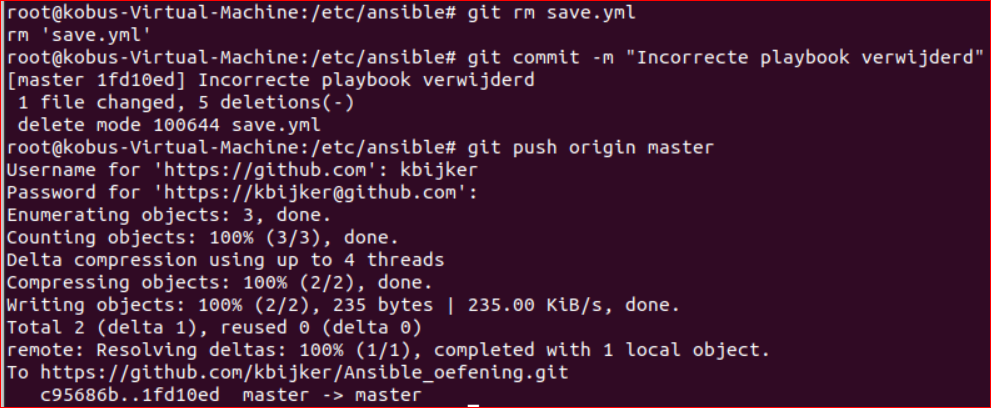 root@kobus-Virtual-Machine:/etc/ansible# git rm save.yml
rm 'save.yml'
root@kobus-Virtual-Machine:/etc/ansible# git commit -m "Incorrecte playbook verwijderd"
[master 1fd10ed] Incorrecte playbook verwijderd
 1 file changed, 5 deletions(-)
 delete mode 100644 save.yml
root@kobus-Virtual-Machine:/etc/ansible# git push origin master
Username for 'https://github.com': kbijker
Password for 'https://kbijker@github.com':
Enumerating objects: 3, done.
Counting objects: 100% (3/3), done.
Delta compression using up to 4 threads
Compressing objects: 100% (2/2), done.
Writing objects: 100% (2/2), 235 bytes | 235.00 KiB/s, done.
Total 2 (delta 1), reused 0 (delta 0)
remote: Resolving deltas: 100% (1/1), completed with 1 local object.
To https://github.com/kbijker/Ansible_oefening.git
   c95686b..1fd10ed  master -> master